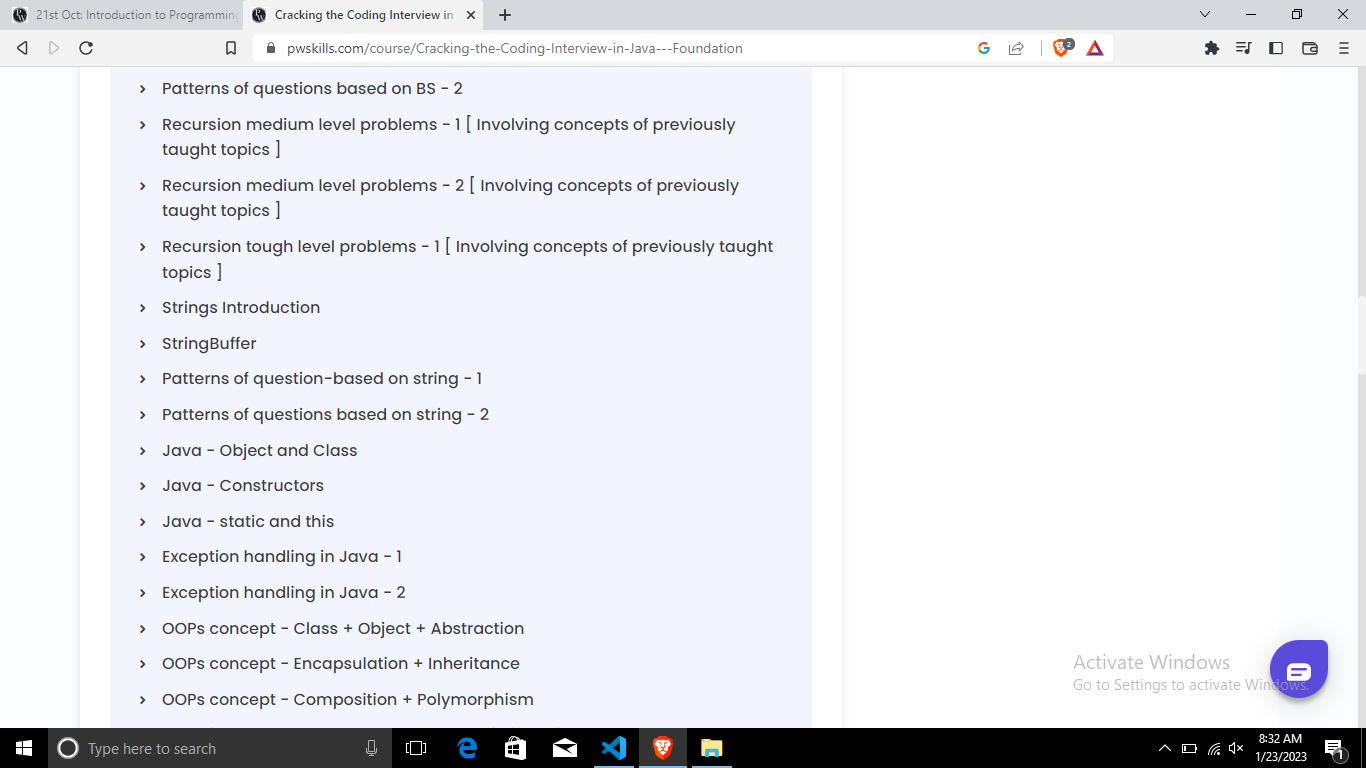 21st Oct: Introduction to Programming
Cracking the Coding Interview in
pwskills.com/course/Cracking-the-Coding-Interview-in-Java---Foundation
2
Patterns of questions based on BS - 2
Recursion medium level problems - 1 [ Involving concepts of previously
taught topics ]
Recursion medium level problems - 2 [ Involving concepts of previously
taught topics ]
Recursion tough level problems - 1 [ Involving concepts of previously taught
topics ]
Strings Introduction
StringBuffer
Patterns of question-based on string - 1
Patterns of questions based on string - 2
Java - Object and Class
Java - Constructors
Java - static and this
Exception handling in Java - 1
Exception handling in Java - 2
OOPs concept - Class + Object + Abstraction
OOPs concept - Encapsulation + Inheritance
OOPs concept - Composition + Polymorphism
Activate Windows
Go to Settings to activate Windows.
Type here to search
8:32 AM
1/23/2023
1